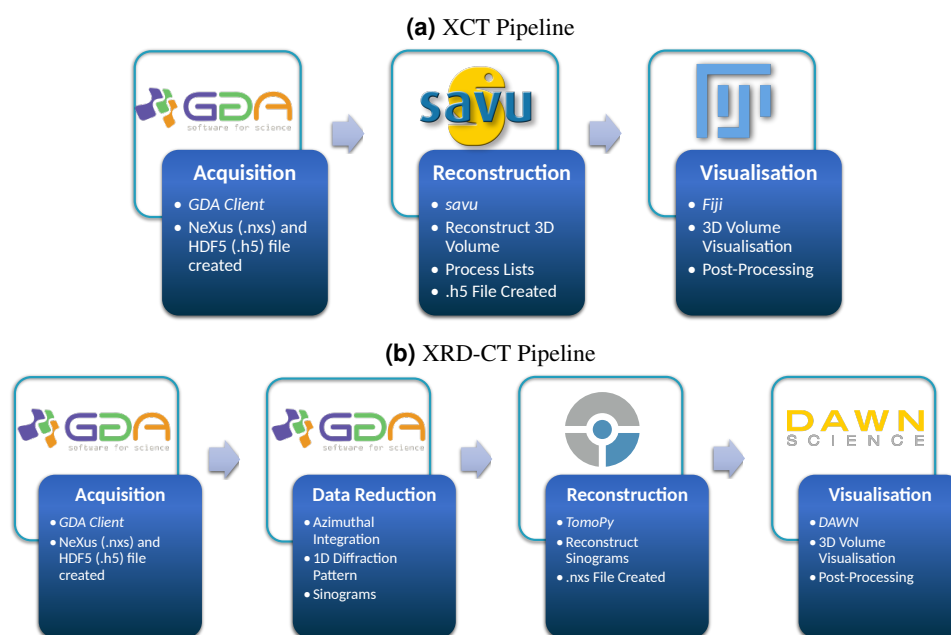 (a) XCT Pipeline
GDA
software for science
savu
Fiji
Acquisition
• GDA Client
• NeXus (.nxs) and
HDF5 (.h5) file
created
Reconstruction
• savu
• Reconstruct 3D
Volume
• Process Lists
• .h5 File Created
Visualisation
• Fiji
• 3D Volume
Visualisation
• Post-Processing
(b) XRD-CT Pipeline
GDA
software for science
GDA
software for science
DAWN
SCIENCE
Acquisition
• GDA Client
• NeXus (.nxs) and
HDF5 (.h5) file
created
Data Reduction
• Azimuthal
Integration
• 1D Diffraction
Pattern
• Sinograms
Reconstruction
• TomoPy
• Reconstruct
Sinograms
• .nxs File Created
Visualisation
• DAWN
• 3D Volume
Visualisation
• Post-Processing